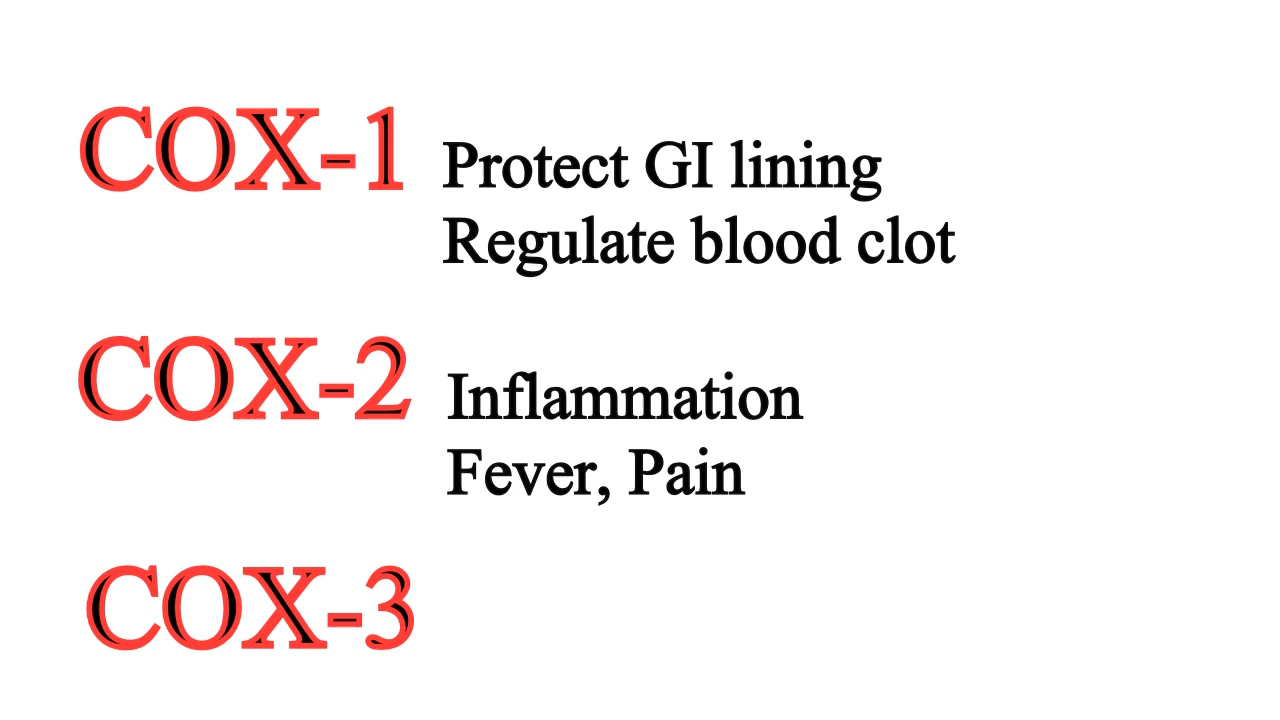 COX-1
Protect GI lining
Regulate blood clot
COX-2
Inflammation
Fever, Pain
COX-3